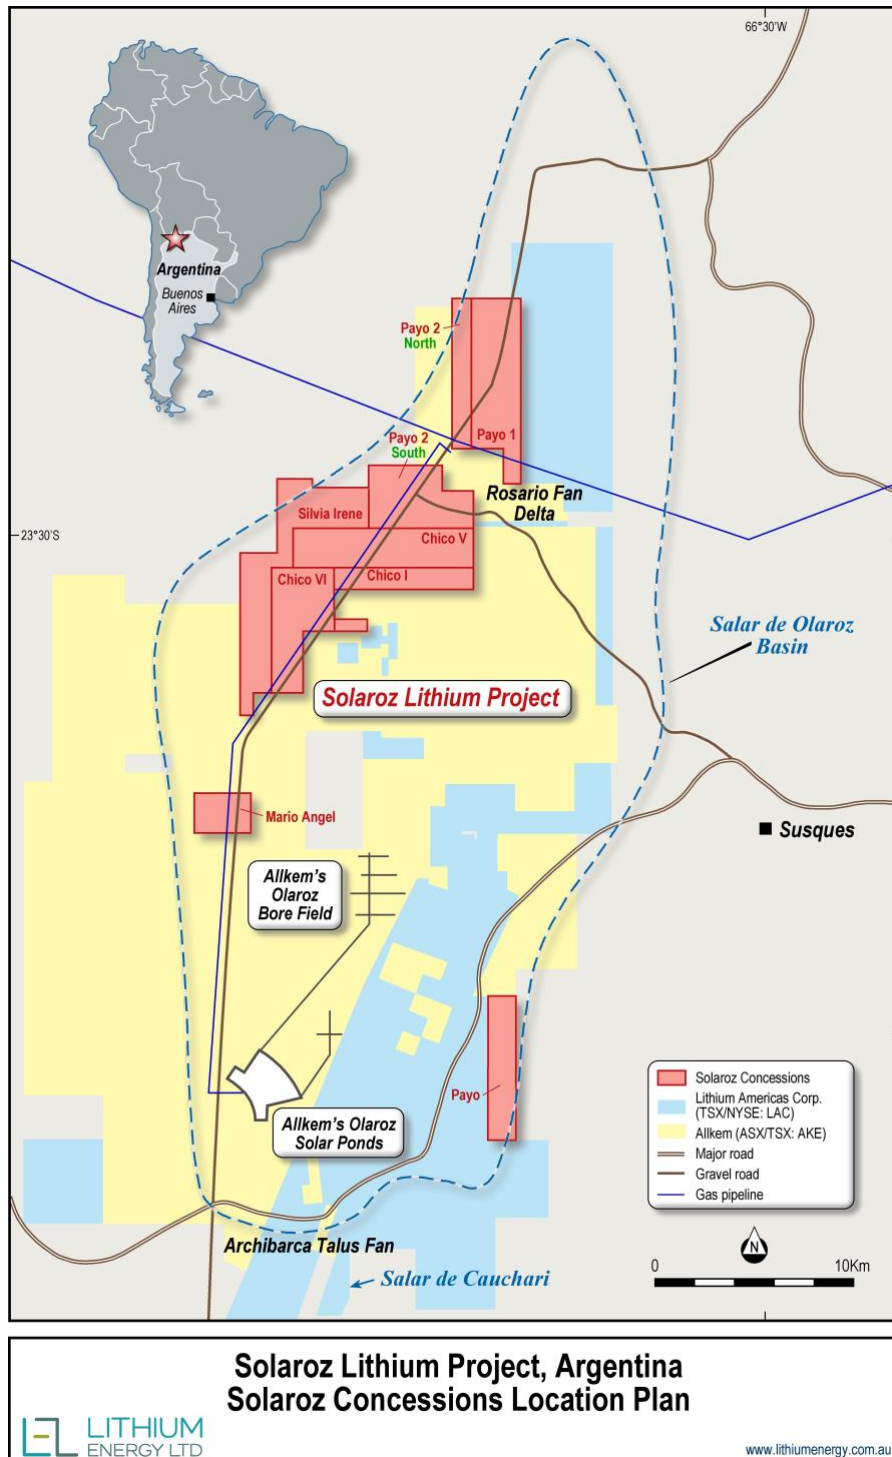 66°30'W
Argentina
Buenos
Aires
Payo 2
North
Payo 1
Payo 2
South
Rosario Fan
Delta
Silvia Irene
23°30'S
Chico V
Chico VI
Chico I
Salar de Olaroz
Basin
Solaroz Lithium Project
Mario Angel
Susques
Allkem's
Olaroz
Bore Field
Payo
Allkem's Olaroz
Solar Ponds
Solaroz Concessions
Lithium Americas Corp.
(TSX/NYSE: LAC)
Allkem (ASX/TSX: AKE)
Major road
Gravel road
Gas pipeline
Archibarca Talus Fan
N
Salar de Cauchari
0 10Km
Solaroz Lithium Project, Argentina
Solaroz Concessions Location Plan
LEL LITHIUM
ENERGY LTD
www.lithiumenergy.com.au